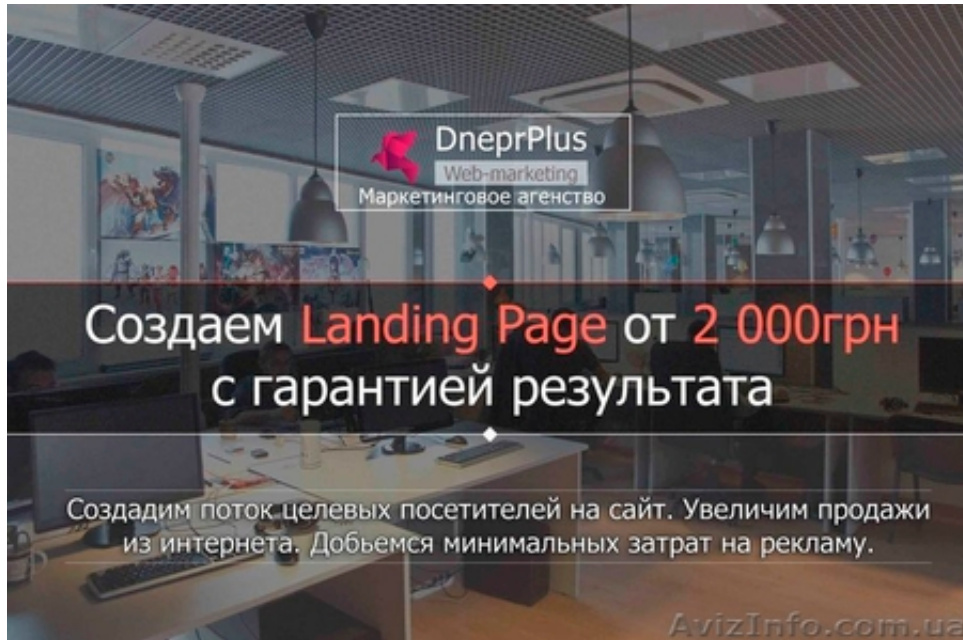 DneprPlus
Web-marketing
Маркетинговое агенство
Создаем Landing Page от 2 000грн
с гарантией результата
Создадим поток целевых посетителей на сайт. Увеличим продажи
из интернета. Добьемся минимальных затрат на рекламу.
AvizInfo.com.ua